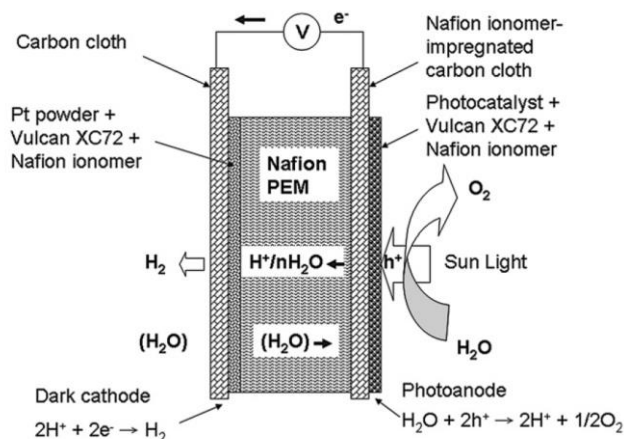 V
e⁻
Carbon cloth
Nafion ionomer-
impregnated
carbon cloth
Pt powder +
Vulcan XC72 +
Nafion ionomer
Photocatalyst +
Vulcan XC72 +
Nafion ionomer
Nafion
PEM
O₂
H₂
H⁺/nH₂O
h⁺
Sun Light
(H₂O)
(H₂O)
H₂O
Dark cathode
2H⁺ + 2e⁻ → H₂
Photoanode
H₂O + 2h⁺ → 2H⁺ + 1/2O₂